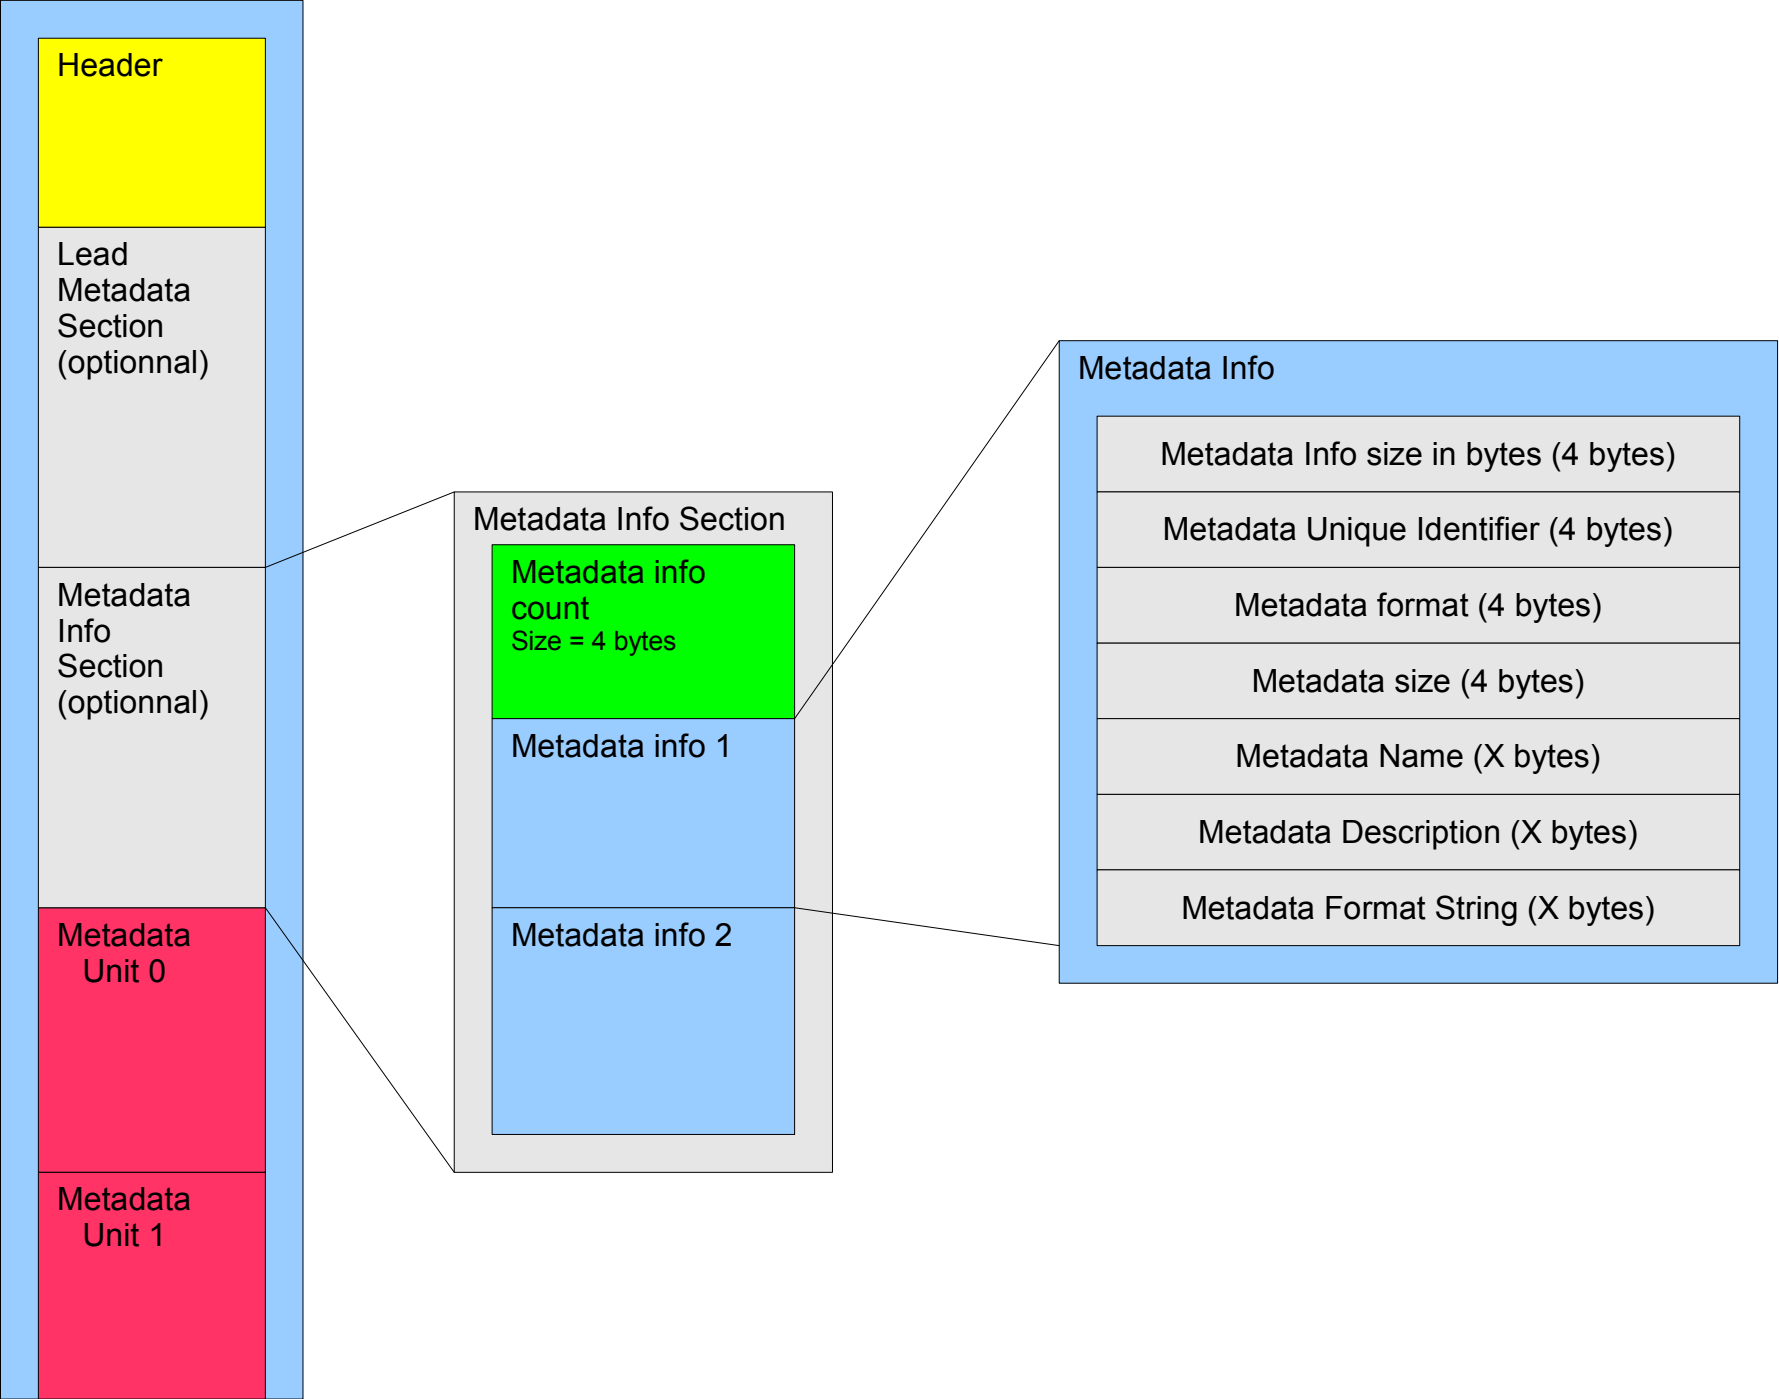 Header
Lead
Metadata
Section
(optionnal)
Metadata
Info
Section
(optionnal)
Metadata
Unit 0
Metadata
Unit 1
Metadata Info Section
Metadata info
count
Size = 4 bytes
Metadata info 1
Metadata info 2
Metadata Info
Metadata Info size in bytes (4 bytes)
Metadata Unique Identifier (4 bytes)
Metadata format (4 bytes)
Metadata size (4 bytes)
Metadata Name (X bytes)
Metadata Description (X bytes)
Metadata Format String (X bytes)